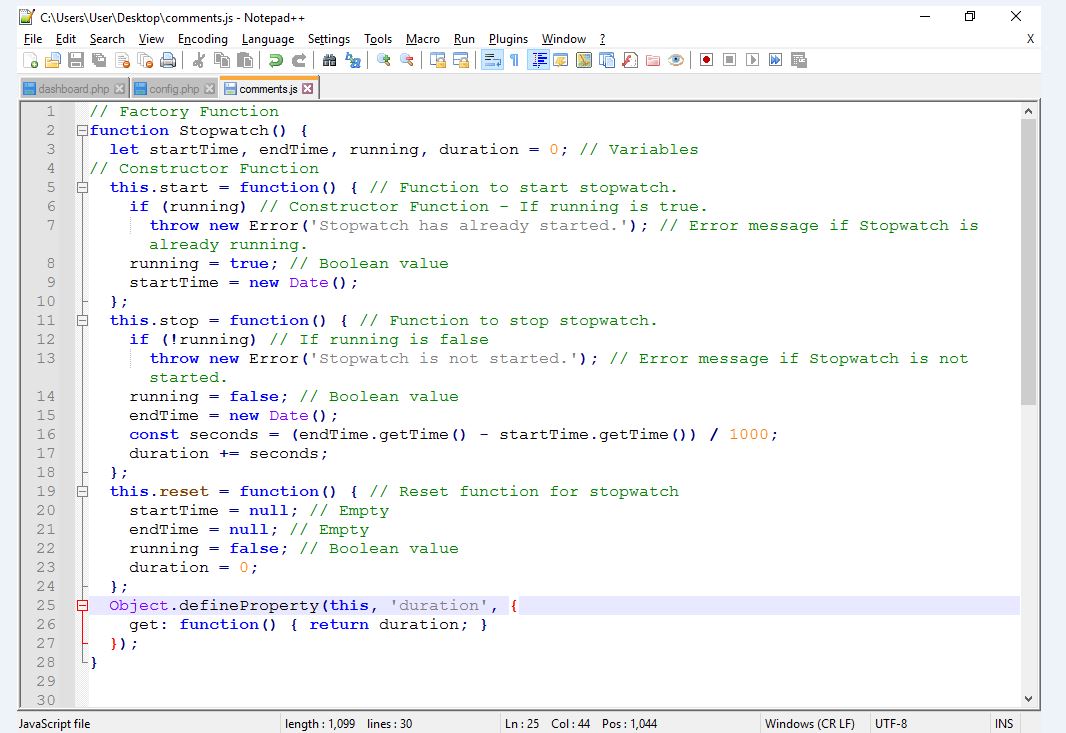 C:\Users\User\Desktop\comments.js - Notepad++
File Edit Search View Encoding Language Settings Tools Macro Run Plugins Window ? X
dashboard.php config.php comments.js
1 // Factory Function
2 function Stopwatch() {
3 let startTime, endTime, running, duration = 0; // Variables
4 // Constructor Function
5 this.start = function() { // Function to start stopwatch.
6 if (running) // Constructor Function - If running is true.
7 throw new Error('Stopwatch has already started.'); // Error message if Stopwatch is
already running.
8 running = true; // Boolean value
9 startTime = new Date();
10 };
11 this.stop = function() { // Function to stop stopwatch.
12 if (!running) // If running is false
13 throw new Error('Stopwatch is not started.'); // Error message if Stopwatch is not
started.
14 running = false; // Boolean value
15 endTime = new Date();
16 const seconds = (endTime.getTime() - startTime.getTime()) / 1000;
17 duration += seconds;
18 };
19 this.reset = function() { // Reset function for stopwatch
20 startTime = null; // Empty
21 endTime = null; // Empty
22 running = false; // Boolean value
23 duration = 0;
24 };
25 Object.defineProperty(this, 'duration', {
26 get: function() { return duration; }
27 });
28 }
29
30
JavaScript file length : 1,099 lines : 30 Ln : 25 Col : 44 Pos : 1,044 Windows (CR LF) UTF-8 INS